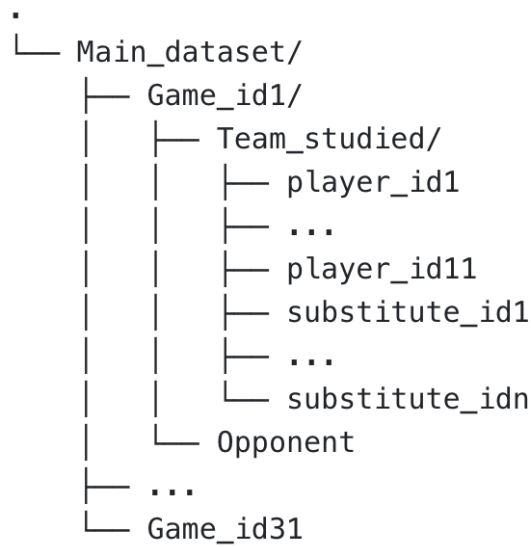 .
└── Main_dataset/
    ├── Game_id1/
    │   ├── Team_studied/
    │   │   ├── player_id1
    │   │   ├── ...
    │   │   ├── player_id11
    │   │   ├── substitute_id1
    │   │   ├── ...
    │   │   └── substitute_idn
    │   └── Opponent
    ├── ...
    └── Game_id31